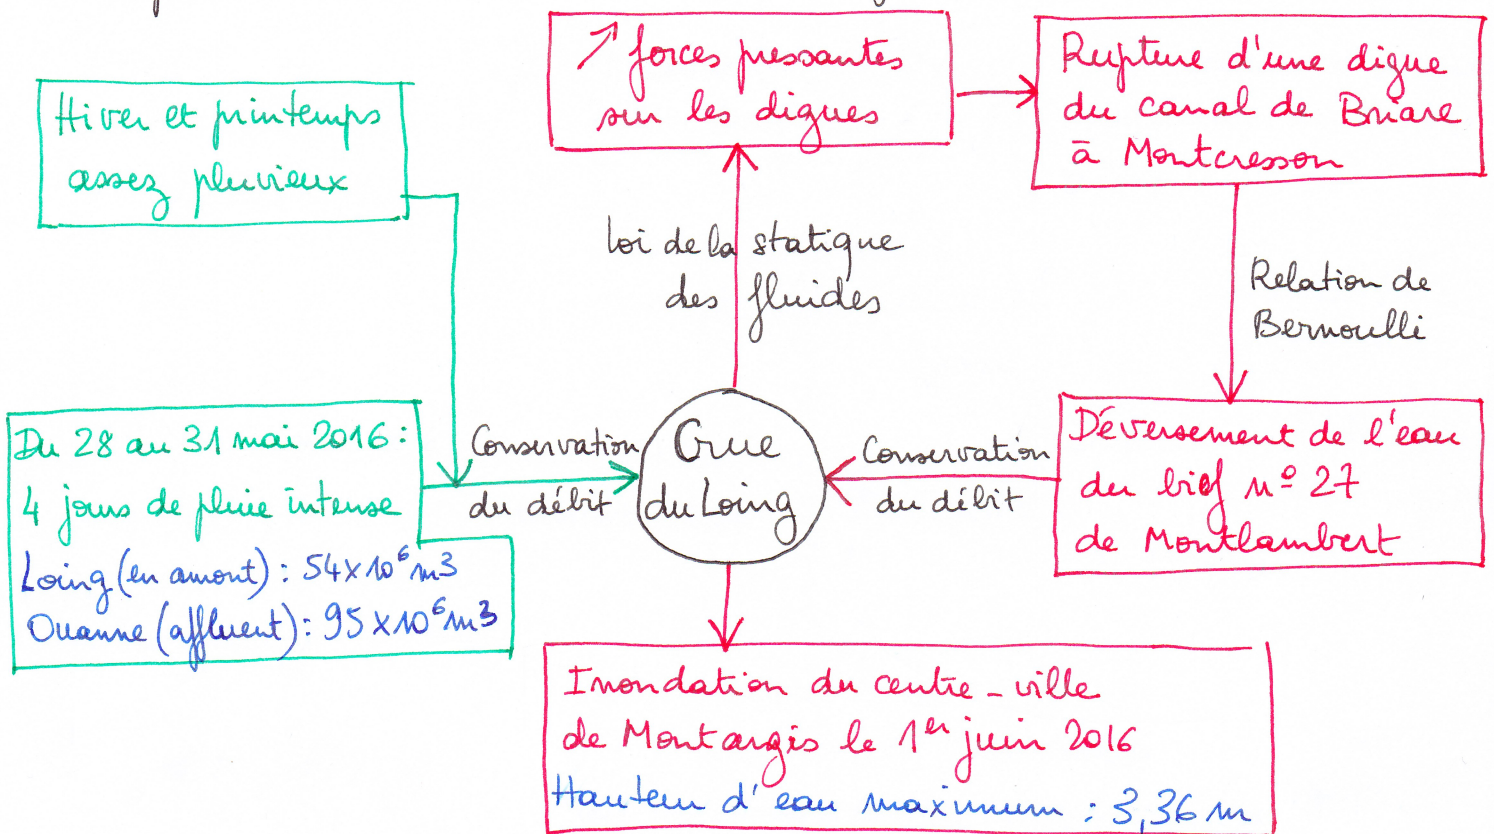 ↗ forces pressantes
sur les digues
Rupture d'une digue
du canal de Briare
à Montcresson
Hiver et printemps
assez pluvieux
loi de la statique
des fluides
Relation de
Bernoulli
Du 28 au 31 mai 2016 :
4 jours de pluie intense
Loing (en amont) : 54×10⁶ m³
Ouanne (affluent) : 95×10⁶ m³
Conservation
du débit
Crue
du Loing
Conservation
du débit
Déversement de l'eau
du bief nº 27
de Montlambert
Inondation du centre-ville
de Montargis le 1er juin 2016
Hauteur d'eau maximum : 3,36 m